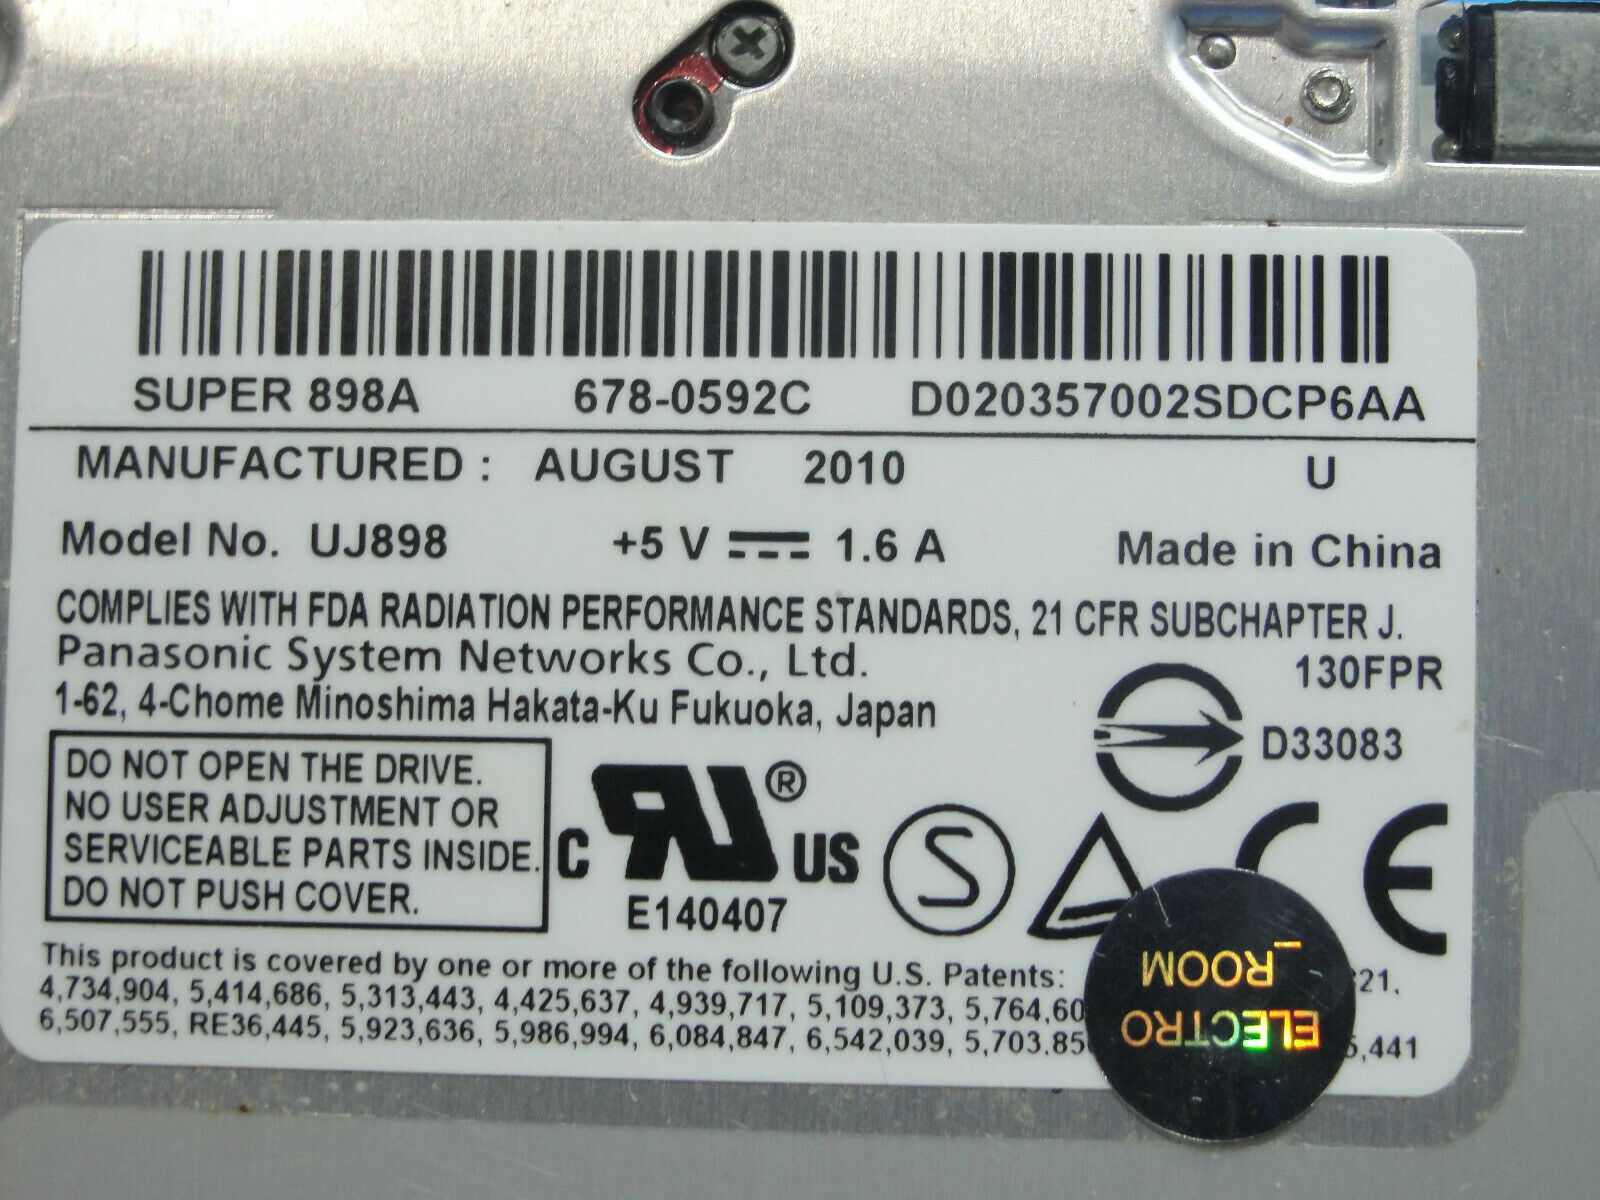 SUPER 898A 678-0592C D020357002SDCP6AA
MANUFACTURED : AUGUST 2010 U
Model No. UJ898 +5 V 1.6 A Made in China
COMPLIES WITH FDA RADIATION PERFORMANCE STANDARDS, 21 CFR SUBCHAPTER J.
Panasonic System Networks Co., Ltd. 130FPR
1-62, 4-Chome Minoshima Hakata-Ku Fukuoka, Japan
D33083
DO NOT OPEN THE DRIVE.
NO USER ADJUSTMENT OR
SERVICEABLE PARTS INSIDE.
DO NOT PUSH COVER.
C RU ® US
E140407
S
CE
This product is covered by one or more of the following U.S. Patents:
4,734,904, 5,414,686, 5,313,443, 4,425,637, 4,939,717, 5,109,373,
6,507,555, RE36,445, 5,923,636, 5,986,994, 6,084,847, 6,542,039,
ELECTRO
_ROOM